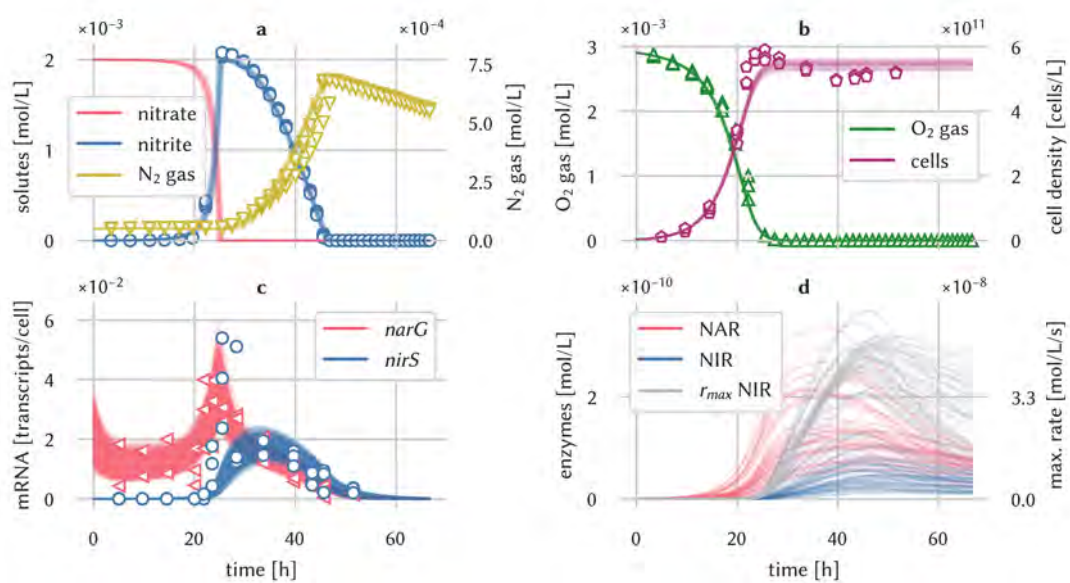 ×10−3
a
×10−4
2
1
0
solutes [mol/L]
nitrate
nitrite
N2 gas
7.5
5.0
2.5
0.0
N2 gas [mol/L]
×10−3
b
×1011
3
2
1
0
O2 gas [mol/L]
O2 gas
cells
6
4
2
0
cell density [cells/L]
×10−2
c
6
4
2
0
mRNA [transcripts/cell]
narG
nirS
0
20
40
60
time [h]
×10−10
d
×10−8
2
0
enzymes [mol/L]
NAR
NIR
rmax NIR
3.3
0.0
max. rate [mol/L/s]
0
20
40
60
time [h]